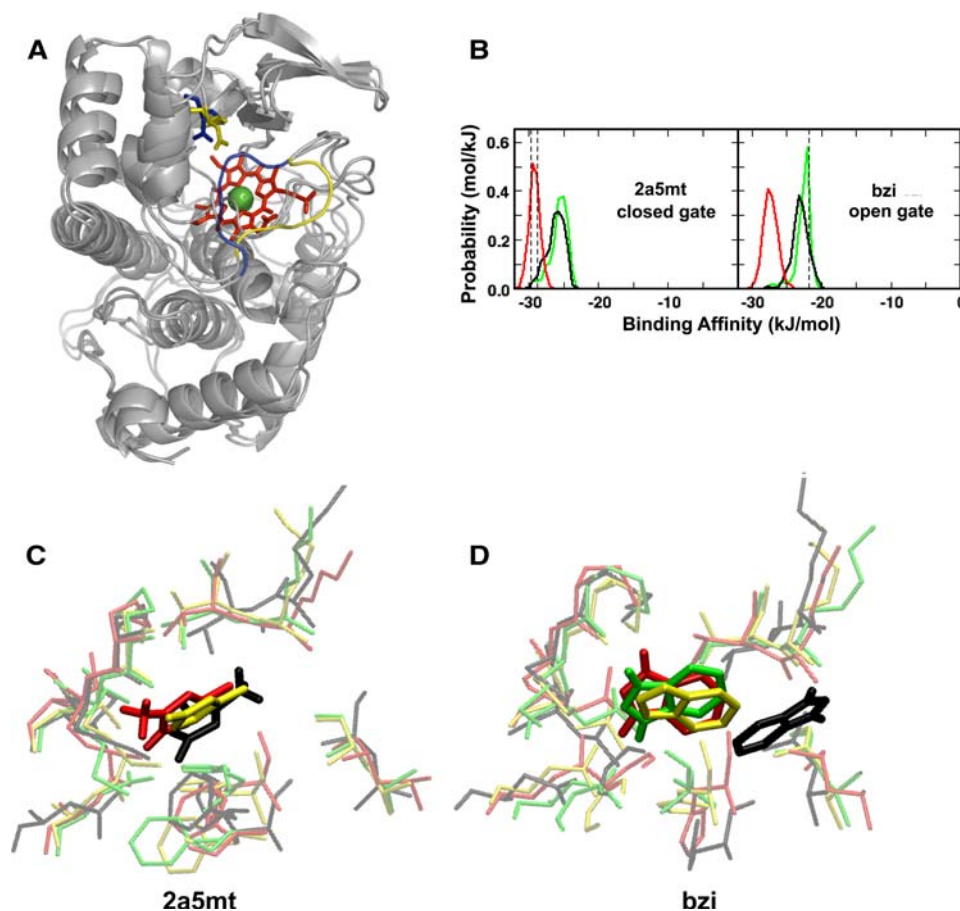 A
B
Probability (mol/kJ)
0.6
0.4
0.2
0.0
2a5mt
closed gate
bzi
open gate
-30 -20 -10 -30 -20 -10 0
Binding Affinity (kJ/mol)
C
D
2a5mt
bzi